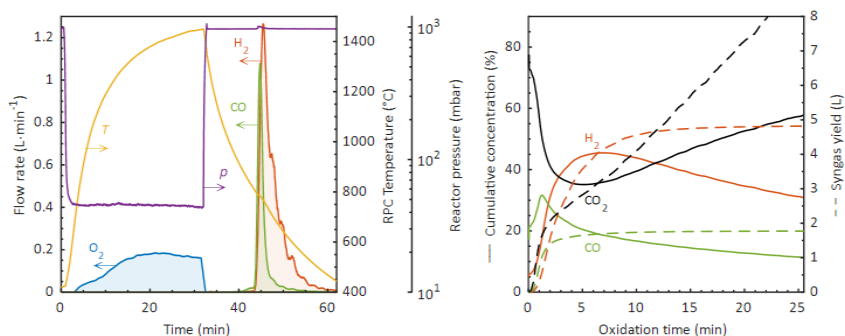 Flow rate (L·min⁻¹)
1.2
1
0.8
0.6
0.4
0.2
0
0 20 40 60
Time (min)
T
p
O₂
H₂
CO
1400
1200
1000
800
600
400
RPC Temperature (°C)
10³
10²
10¹
Reactor pressure (mbar)
Cumulative concentration (%)
80
60
40
20
0
0 5 10 15 20 25
Oxidation time (min)
H₂
CO₂
CO
8
7
6
5
4
3
2
1
0
Syngas yield (L)